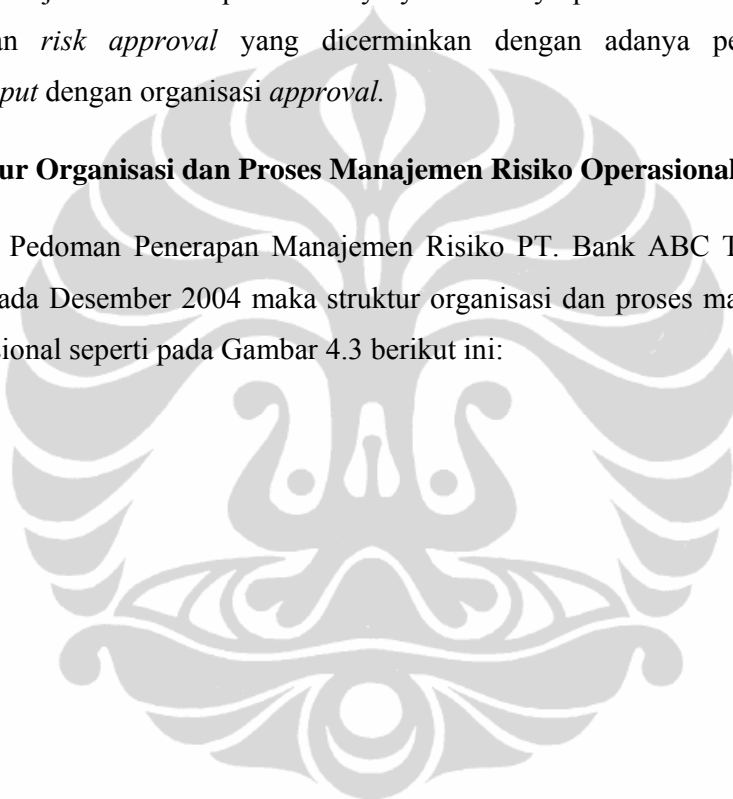 an risk approval yang dicerminkan dengan adanya pe
put dengan organisasi approval.
ur Organisasi dan Proses Manajemen Risiko Operasional
Pedoman Penerapan Manajemen Risiko PT. Bank ABC T
ada Desember 2004 maka struktur organisasi dan proses ma
sional seperti pada Gambar 4.3 berikut ini: